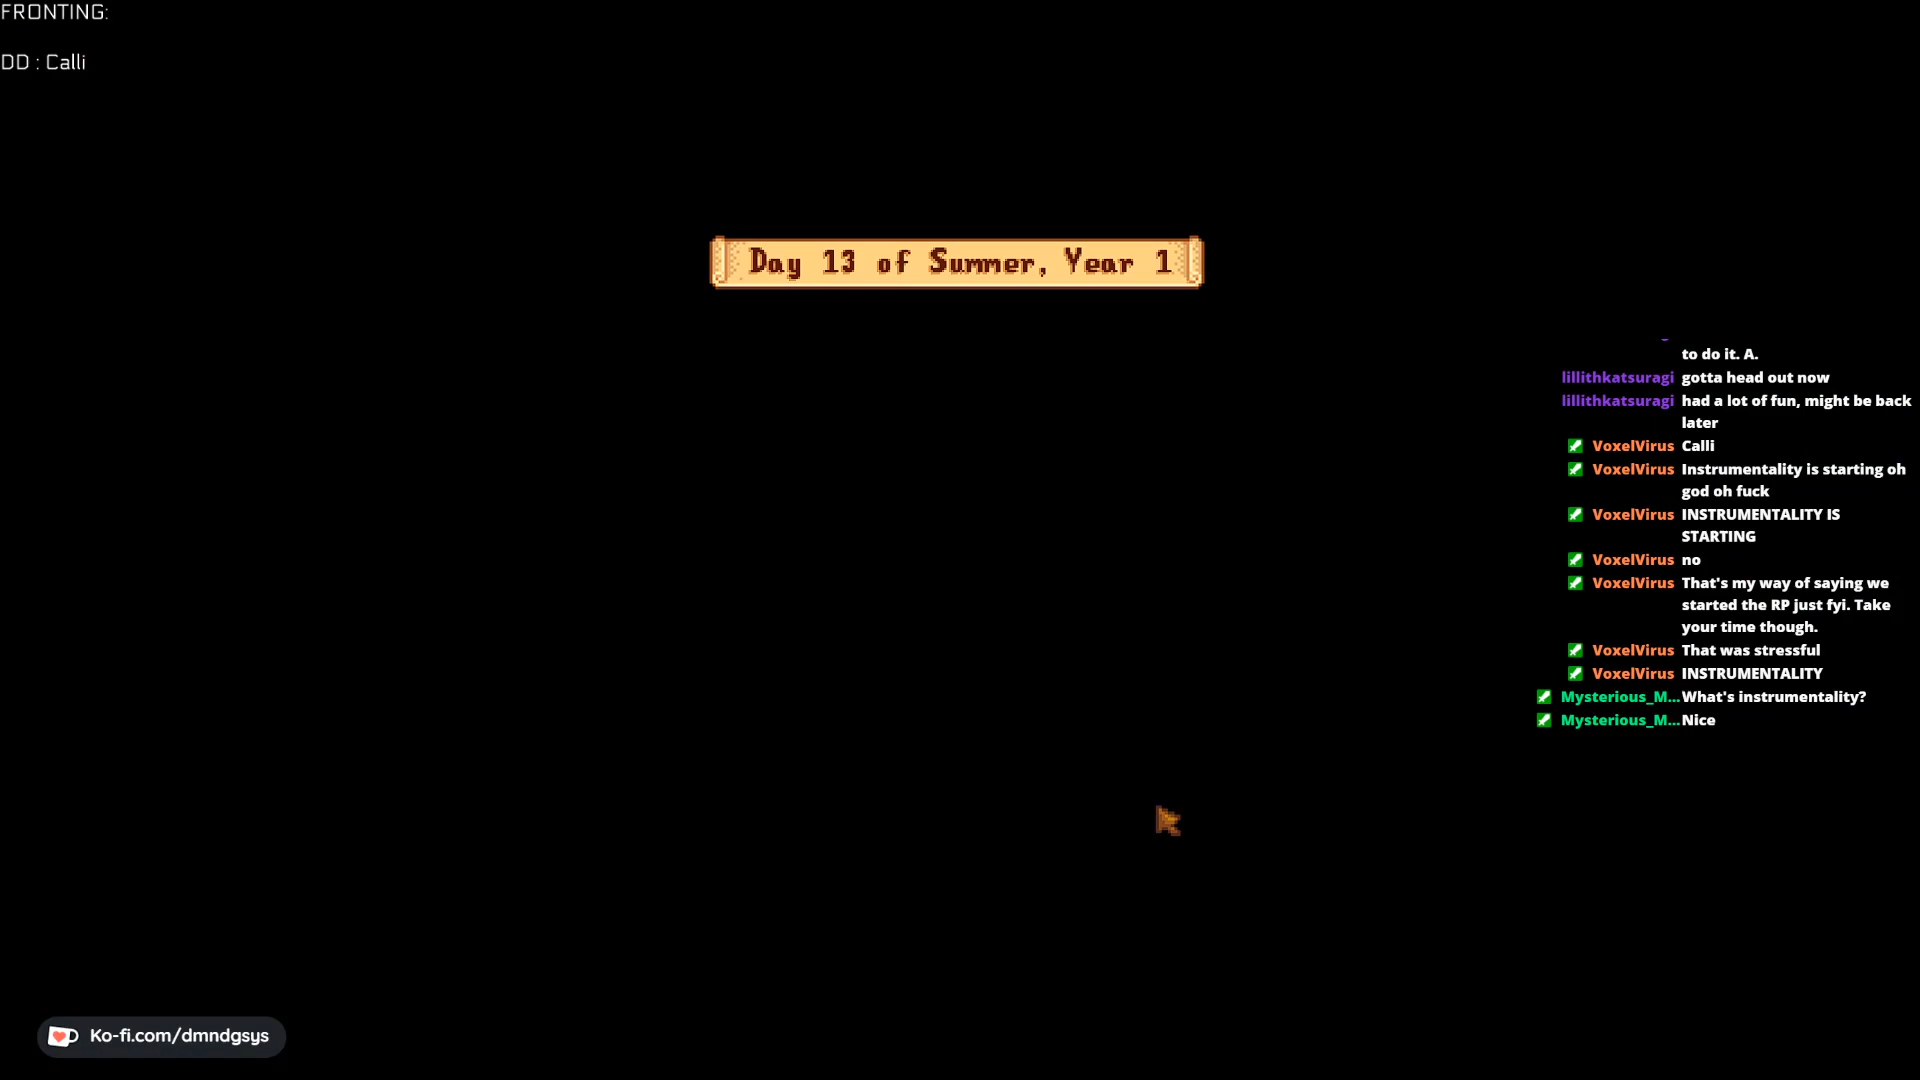 FRONTING:
DD : Calli
Day 13 of Summer, Year 1
to do it. A.
lillithkatsuragi gotta head out now
lillithkatsuragi had a lot of fun, might be back
later
VoxelVirus Calli
VoxelVirus Instrumentality is starting oh
god oh fuck
VoxelVirus INSTRUMENTALITY IS
STARTING
VoxelVirus no
VoxelVirus That's my way of saying we
started the RP just fyi. Take
your time though.
VoxelVirus That was stressful
VoxelVirus INSTRUMENTALITY
Mysterious_M... What's instrumentality?
Mysterious_M... Nice
Ko-fi.com/dmndgsys